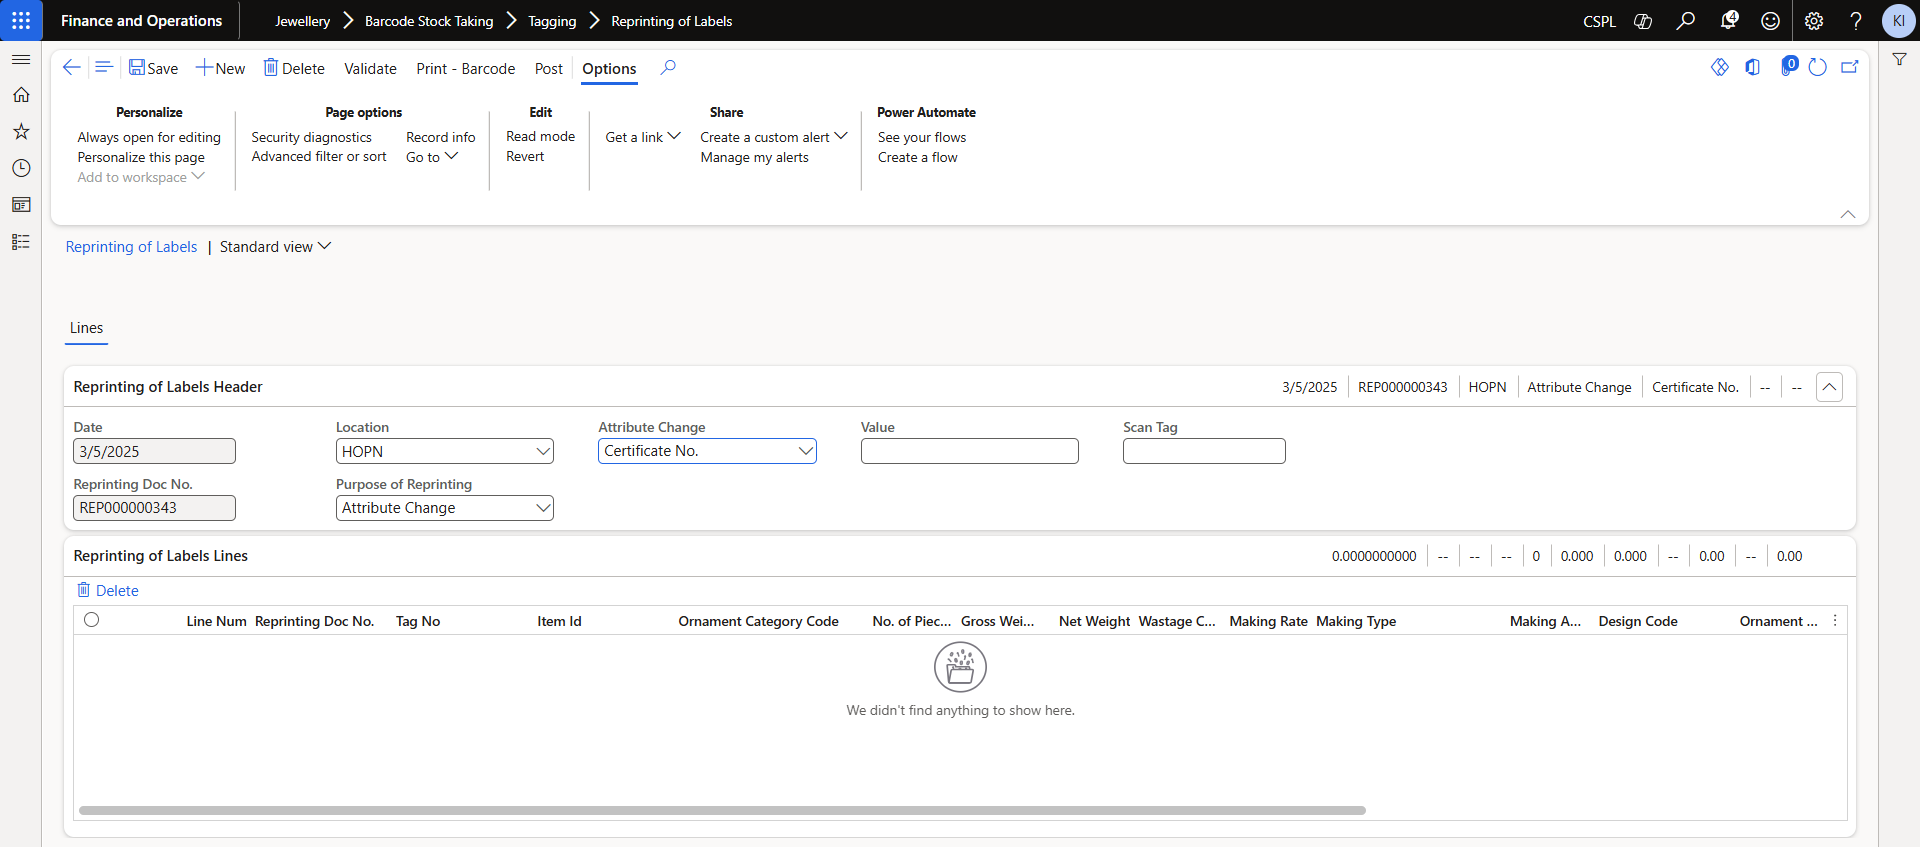 Finance and Operations Jewellery Barcode Stock Taking Tagging Reprinting of Labels CSPL 4 KI
Save New Delete Validate Print - Barcode Post Options 0
Personalize
Always open for editing
Personalize this page
Add to workspace
Page options
Security diagnostics Record info
Advanced filter or sort Go to
Edit
Read mode
Revert
Share
Get a link Create a custom alert
Manage my alerts
Power Automate
See your flows
Create a flow
Reprinting of Labels | Standard view
Lines
Reprinting of Labels Header 3/5/2025 REP000000343 HOPN Attribute Change Certificate No. -- --
Date Location Attribute Change Value Scan Tag
3/5/2025 HOPN Certificate No.
Reprinting Doc No. Purpose of Reprinting
REP000000343 Attribute Change
Reprinting of Labels Lines 0.0000000000 -- -- -- 0 0.000 0.000 -- 0.00 -- 0.00
Delete
Line Num Reprinting Doc No. Tag No Item Id Ornament Category Code No. of Piec... Gross Wei... Net Weight Wastage C... Making Rate Making Type Making A... Design Code Ornament ...
We didn't find anything to show here.